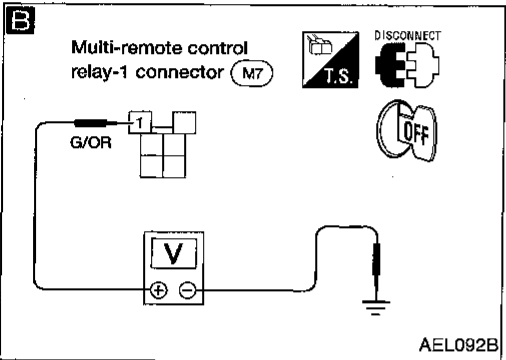 B
Multi-remote control
relay-1 connector M7
T.S.
DISCONNECT
OFF
1
G/OR
V
⊕ ⊖
AEL092B